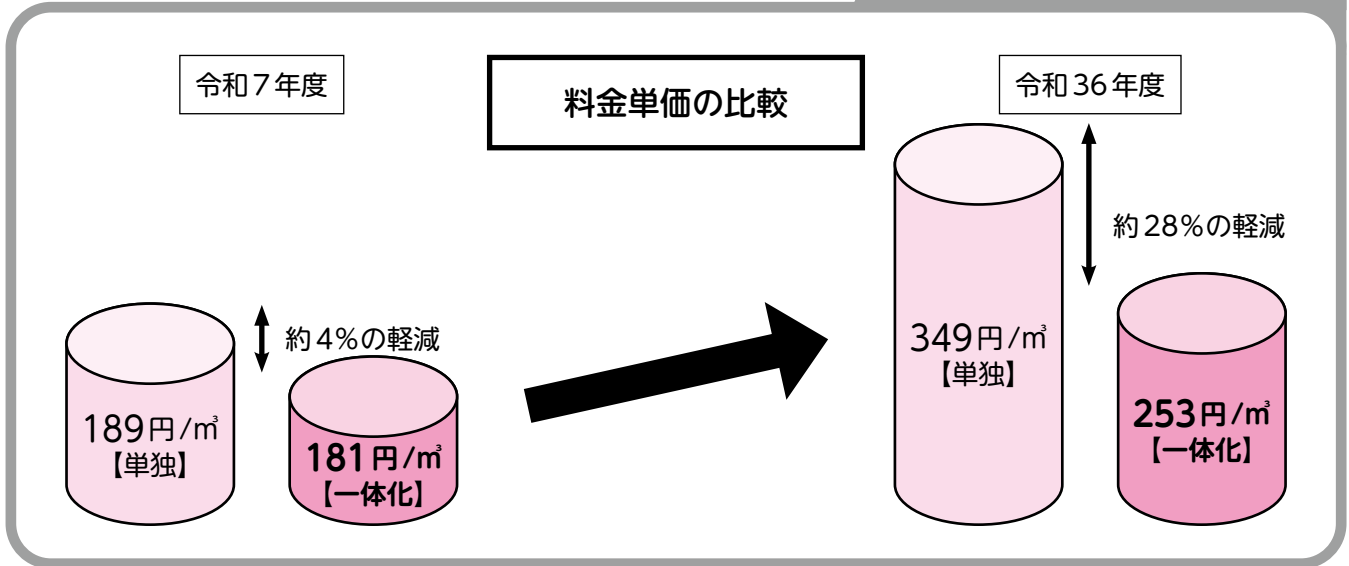 料金単価の比較
令和7年度
約4%の軽減
189円/㎥
【単独】
181円/㎥
【一体化】
令和36年度
約28%の軽減
349円/㎥
【単独】
253円/㎥
【一体化】